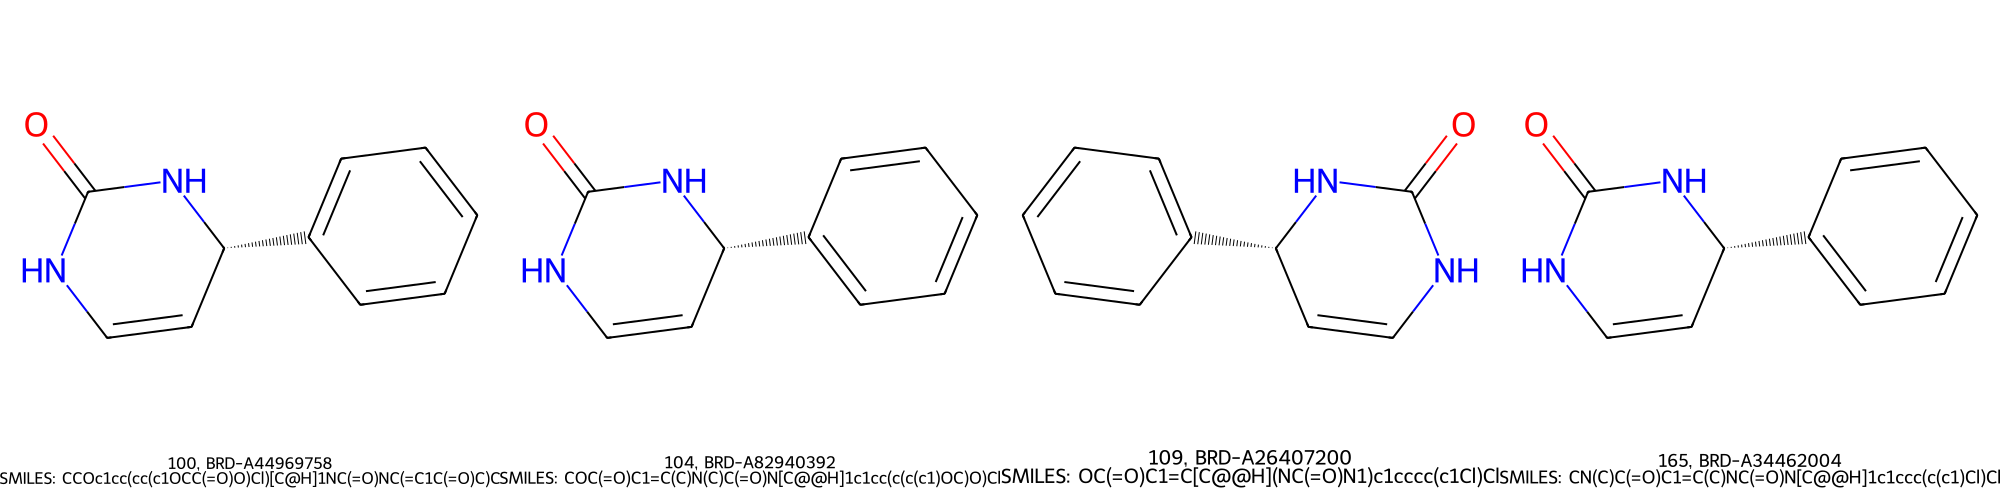 O O O O
NH NH HN NH
HN HN NH HN
100, BRD-A44969758
SMILES: CCOc1cc(cc(c1OCC(=O)O)Cl)[C@H]1NC(=O)NC(=C1C(=O)C)C
104, BRD-A82940392
SMILES: COC(=O)C1=C(C)N(C)C(=O)N[C@@H]1c1cc(c(c(c1)OC)O)Cl
109, BRD-A26407200
SMILES: OC(=O)C1=C[C@@H](NC(=O)N1)c1cccc(c1Cl)Cl
165, BRD-A34462004
SMILES: CN(C)C(=O)C1=C(C)NC(=O)N[C@@H]1c1ccc(c(c1)Cl)Cl